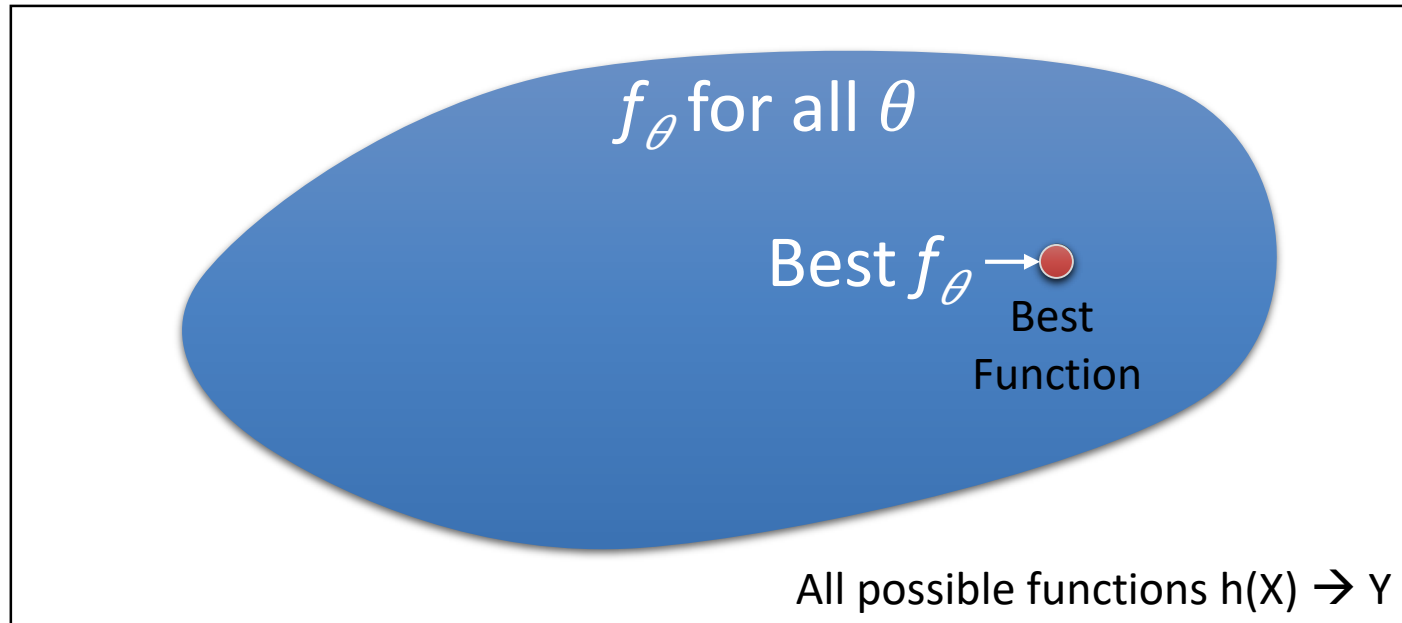 f_θ for all θ
Best f_θ
Best
Function
All possible functions h(X) → Y